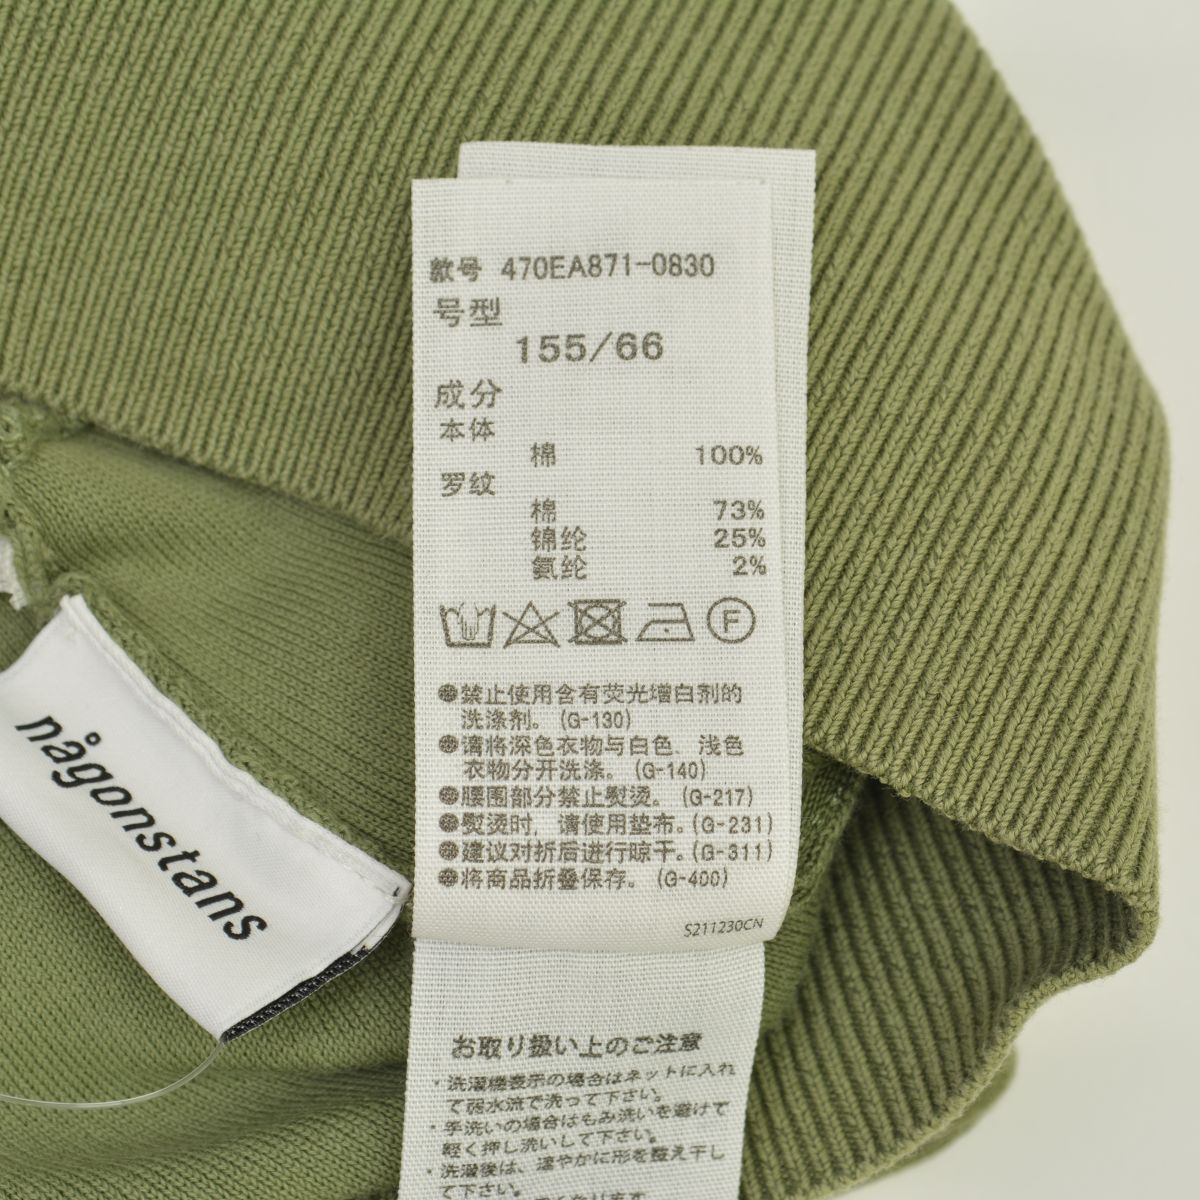 款号 470EA871-0830
号型
155/66
成分
本体
棉 100%
罗纹
棉 73%
锦纶 25%
氨纶 2%
F
●禁止使用含有荧光增白剂的
洗涤剂。(G-130)
●请将深色衣物与白色、浅色
衣物分开洗涤。(G-140)
●腰围部分禁止熨烫。(G-217)
●熨烫时，请使用垫布。(G-231)
●建议对折后进行晾干。(G-311)
●将商品折叠保存。(G-400)
S211230CN
någonstans
お取り扱い上のご注意
・洗濯機表示の場合はネットに入れ
て弱水流で洗って下さい。
・手洗いの場合はもみ洗いを避けて
軽く押し洗いして下さい。
・洗濯後は、速やかに形を整え干し
て下さい。